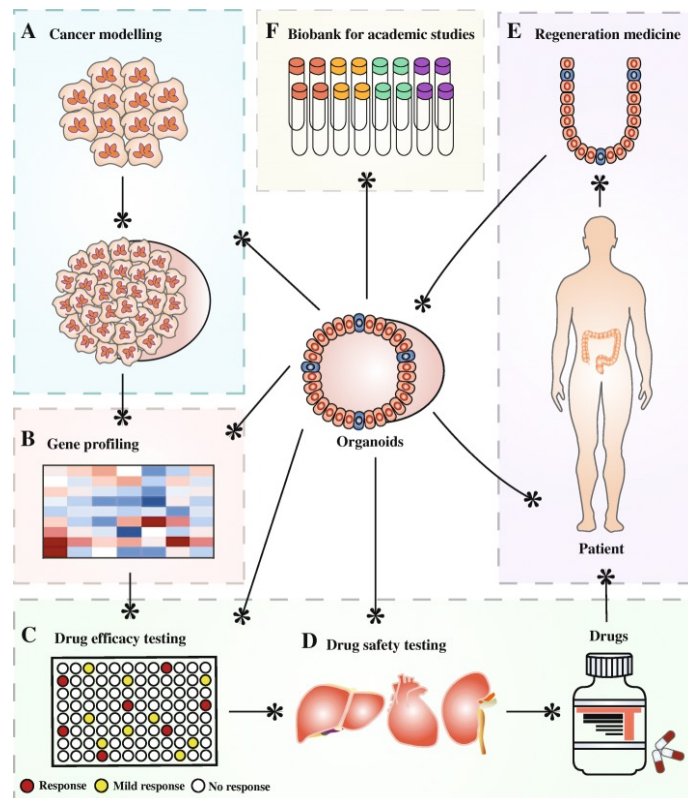 A Cancer modelling
F Biobank for academic studies
E Regeneration medicine
Organoids
B Gene profiling
Patient
C Drug efficacy testing
D Drug safety testing
Drugs
Response
Mild response
No response